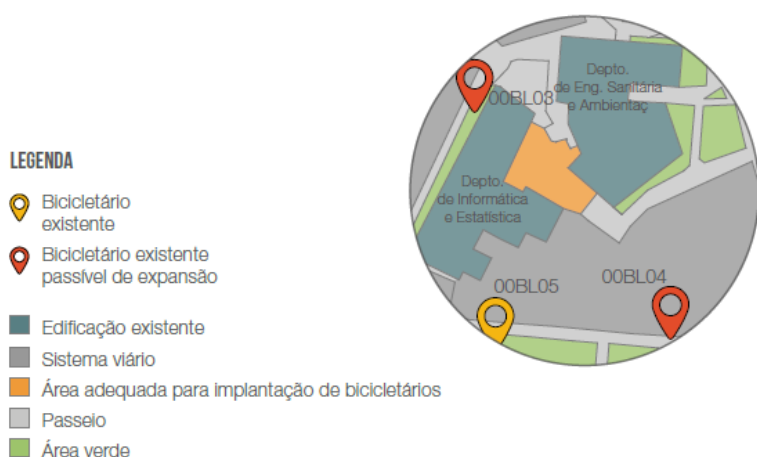 LEGENDA
Bicicletário
existente
Bicicletário existente
passível de expansão
Edificação existente
Sistema viário
Área adequada para implantação de bicicletários
Passeio
Área verde
00BL03
Depto.
de Eng. Sanitária
e Ambientaç
Depto.
de Informática
e Estatística
00BL05
00BL04